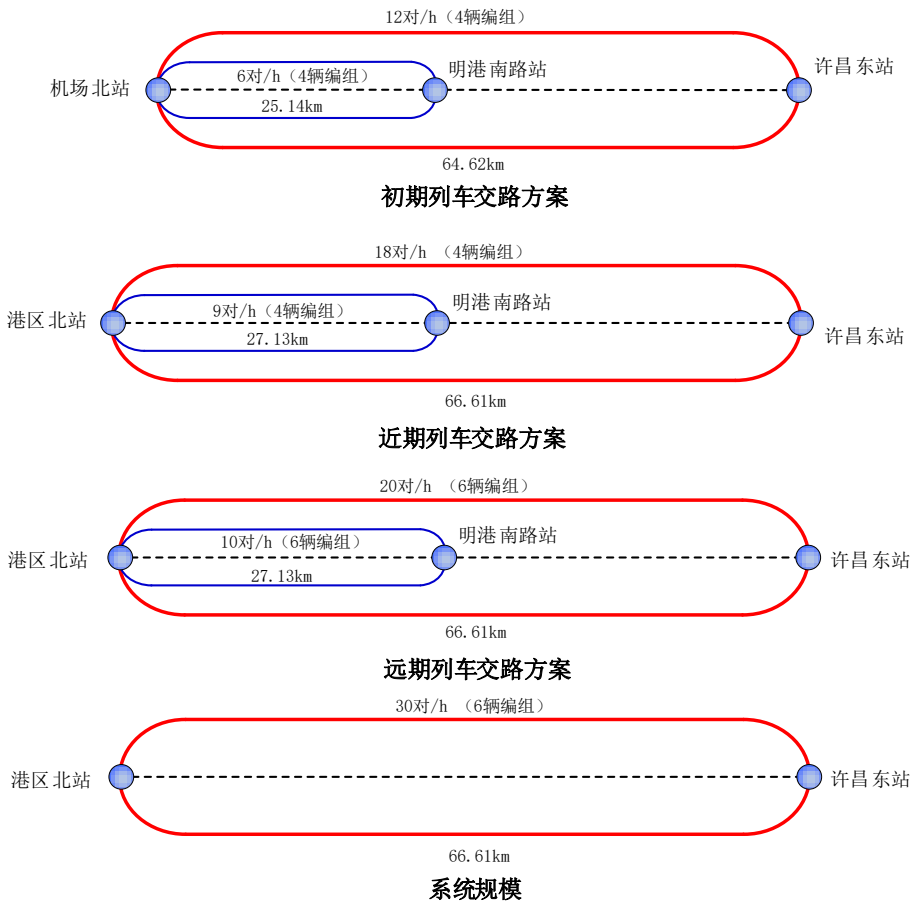 12对/h（4辆编组）
机场北站
6对/h（4辆编组）
明港南路站
许昌东站
25.14km
64.62km
初期列车交路方案
18对/h （4辆编组）
港区北站
9对/h（4辆编组）
明港南路站
许昌东站
27.13km
66.61km
近期列车交路方案
20对/h （6辆编组）
港区北站
10对/h（6辆编组）
明港南路站
许昌东站
27.13km
66.61km
远期列车交路方案
30对/h （6辆编组）
港区北站
许昌东站
66.61km
系统规模